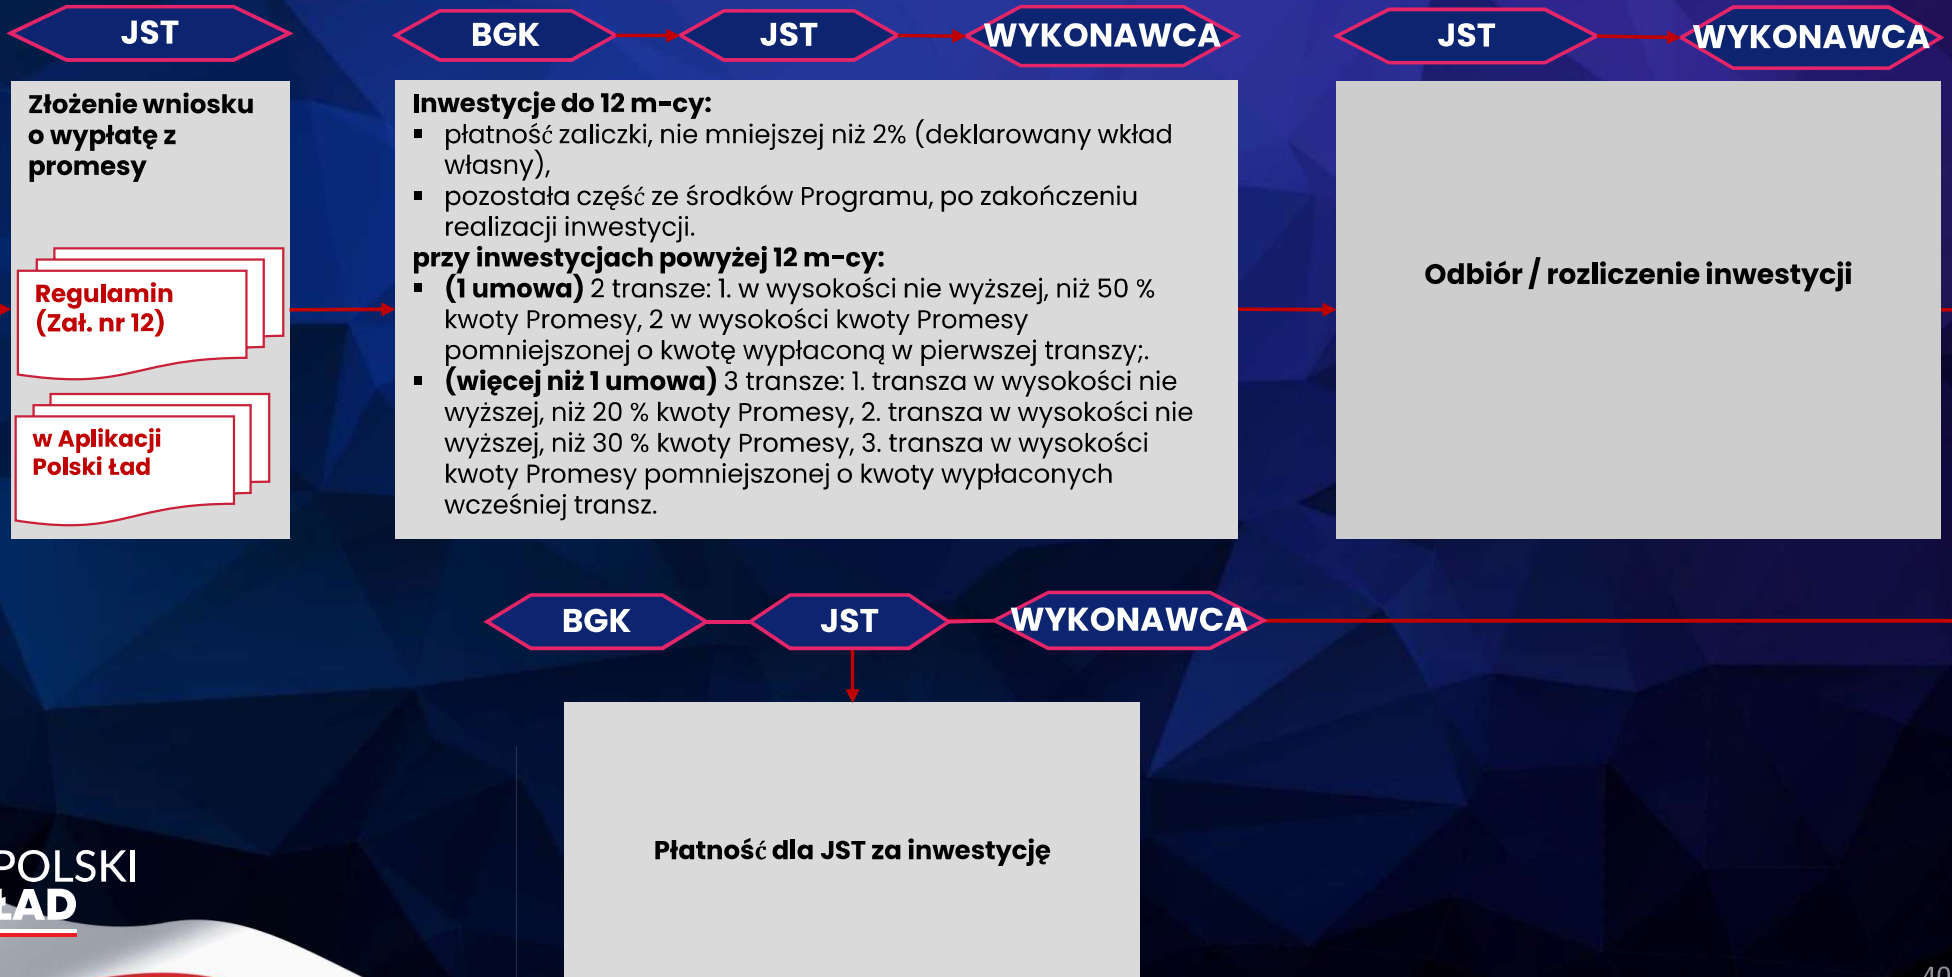 JST
Złożenie wniosku
o wypłatę z
promesy
Regulamin
(Zał. nr 12)
w Aplikacji
Polski Ład
BGK
JST
WYKONAWCA
Inwestycje do 12 m-cy:
▪ płatność zaliczki, nie mniejszej niż 2% (deklarowany wkład
własny),
▪ pozostała część ze środków Programu, po zakończeniu
realizacji inwestycji.
przy inwestycjach powyżej 12 m-cy:
▪ (1 umowa) 2 transze: 1. w wysokości nie wyższej, niż 50 %
kwoty Promesy, 2 w wysokości kwoty Promesy
pomniejszonej o kwotę wypłaconą w pierwszej transzy;.
▪ (więcej niż 1 umowa) 3 transze: 1. transza w wysokości nie
wyższej, niż 20 % kwoty Promesy, 2. transza w wysokości nie
wyższej, niż 30 % kwoty Promesy, 3. transza w wysokości
kwoty Promesy pomniejszonej o kwoty wypłaconych
wcześniej transz.
JST
WYKONAWCA
Odbiór / rozliczenie inwestycji
BGK
JST
WYKONAWCA
Płatność dla JST za inwestycję
POLSKI
ŁAD
40